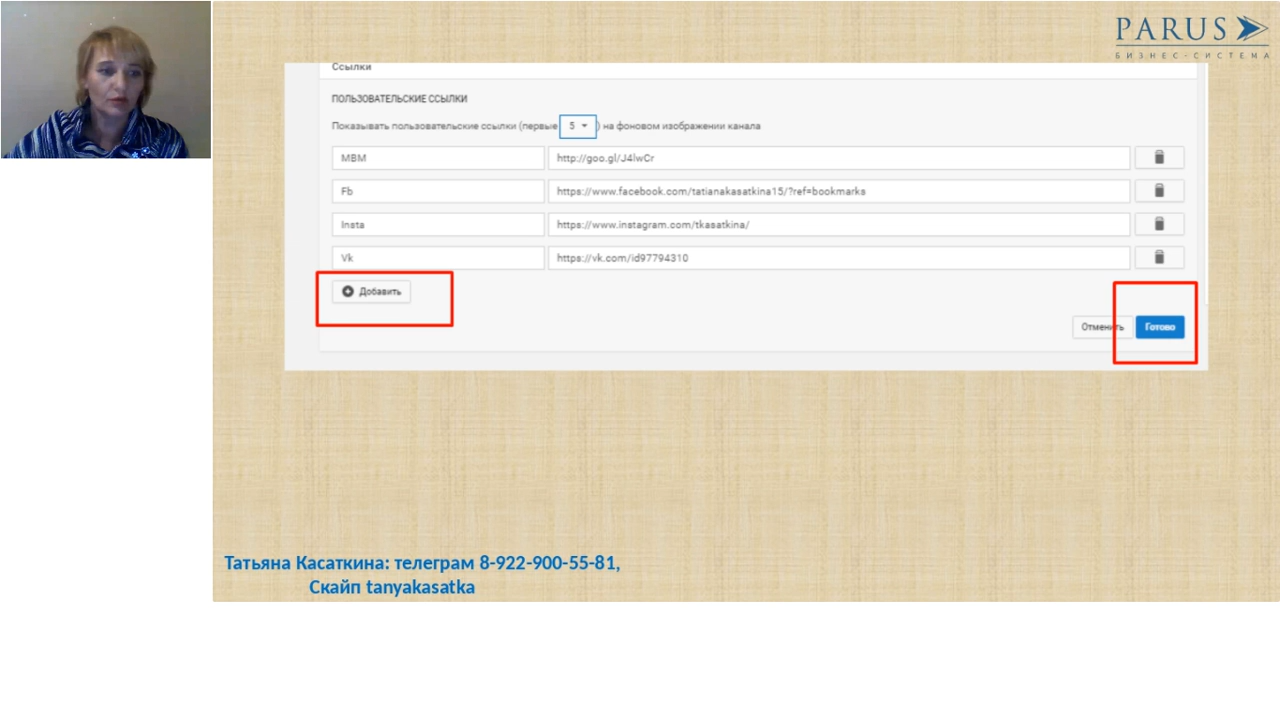 PARUS
БИЗНЕС-СИСТЕМА
Ссылки
ПОЛЬЗОВАТЕЛЬСКИЕ ССЫЛКИ
Показывать пользовательские ссылки (первые 5 ) на фоновом изображении канала
MBM http://goo.gl/J4lwCr
Fb https://www.facebook.com/tatianakasatkina15/?ref=bookmarks
Insta https://www.instagram.com/tkasatkina/
Vk https://vk.com/id97794310
Добавить
Отменить Готово
Татьяна Касаткина: телеграм 8-922-900-55-81,
Скайп tanyakasatka